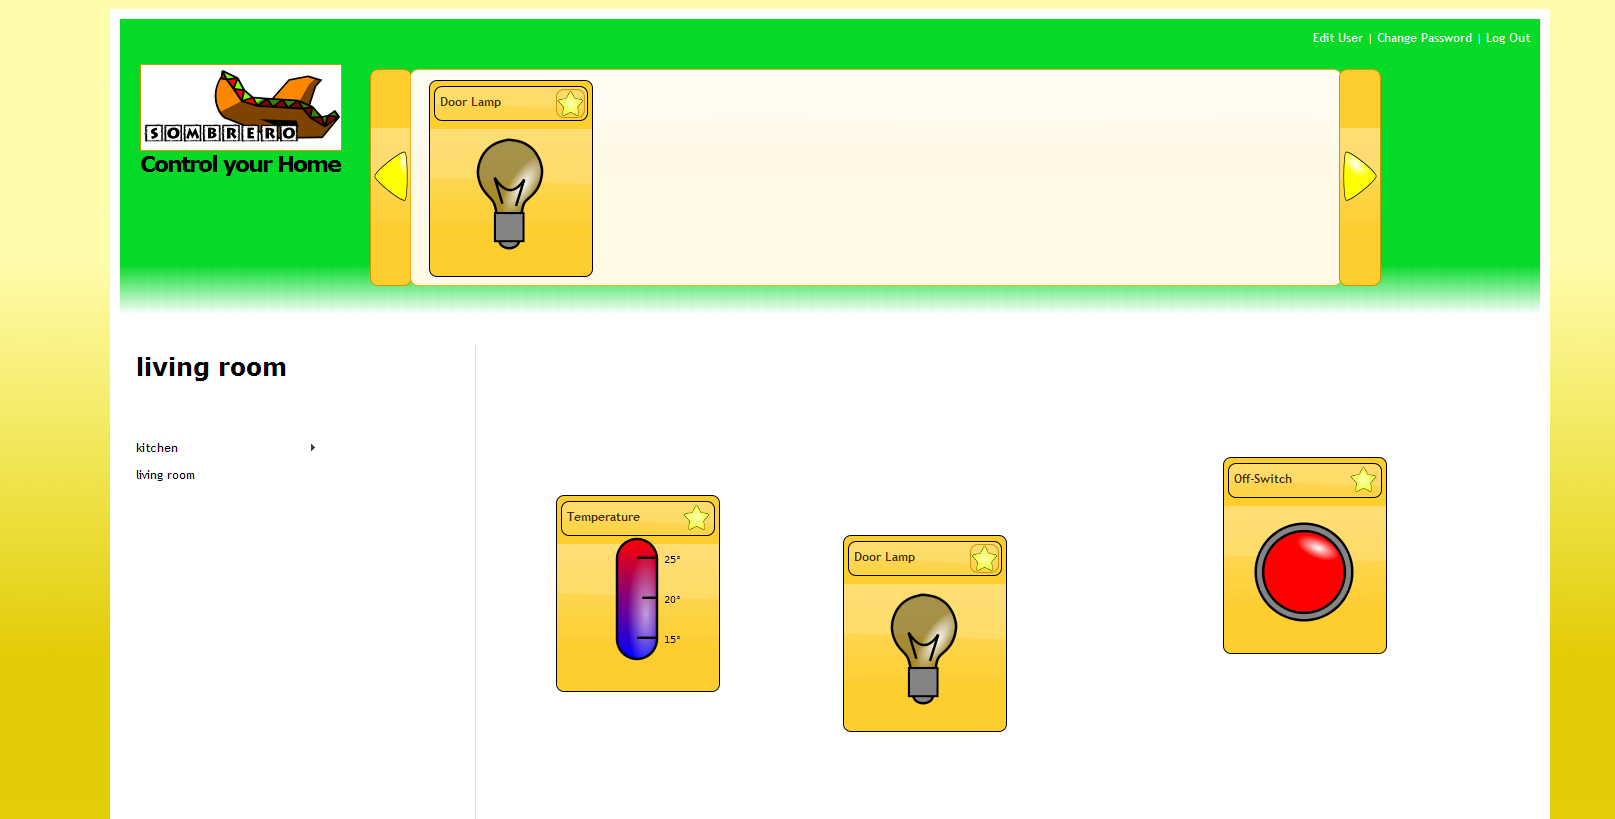 Edit User | Change Password | Log Out
SOMBRERO
Control your Home
Door Lamp
living room
kitchen
living room
Temperature
25°
20°
15°
Door Lamp
Off-Switch